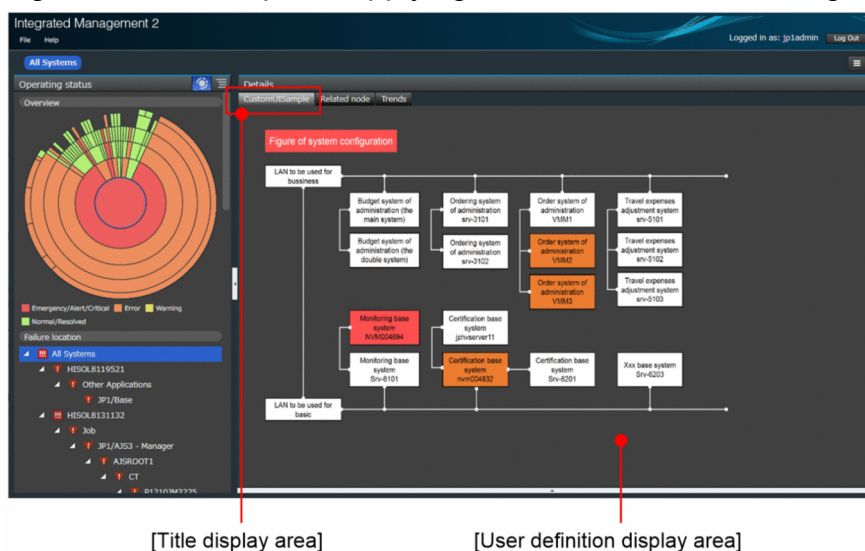 Integrated Management 2
File Help
Logged in as: jp1admin Log Out
All Systems
Operating status
Details
Overview
CustomUISample Related node Trends
Figure of system configuration
LAN to be used for
bussiness
Budget system of
administration (the
main system)
Ordering system
of administration
srv-3101
Order system of
administration
VMM1
Travel expenses
adjustment system
srv-5101
Budget system of
administration (the
double system)
Ordering system
of administration
srv-3102
Order system of
administration
VMM2
Travel expenses
adjustment system
srv-5102
Order system of
administration
VMM3
Travel expenses
adjustment system
srv-5103
Emergency/Alert/Critical Error Warning
Normal/Resolved
Monitoring base
system
NVM004694
Certification base
system
jphvserver11
Failure location
All Systems
HISOL8119521
Other Applications
JP1/Base
HISOL8131132
Job
JP1/AJS3 - Manager
AJSROOT1
CT
Monitoring base
system
Srv-6101
Certification base
system
nvm004832
Certification base
system
Srv-6201
Xxx base system
Srv-6203
LAN to be used for
basic
[Title display area] [User definition display area]